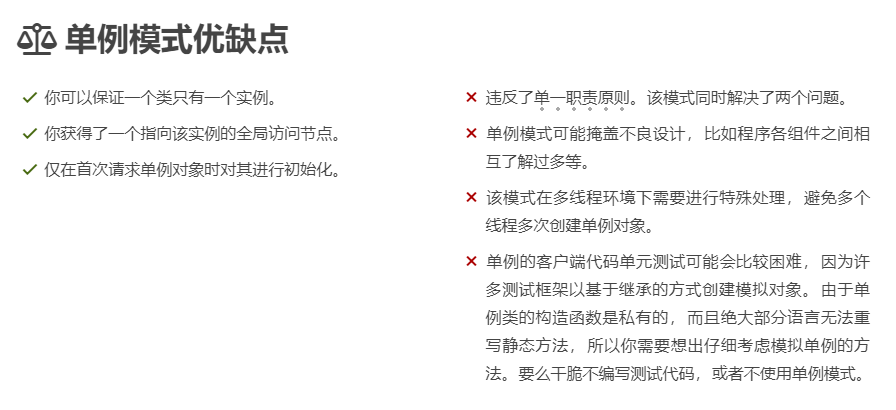 单例模式优缺点
你可以保证一个类只有一个实例。
你获得了一个指向该实例的全局访问节点。
仅在首次请求单例对象时对其进行初始化。
违反了单一职责原则。该模式同时解决了两个问题。
单例模式可能掩盖不良设计，比如程序各组件之间相
互了解过多等。
该模式在多线程环境下需要进行特殊处理，避免多个
线程多次创建单例对象。
单例的客户端代码单元测试可能会比较困难，因为许
多测试框架以基于继承的方式创建模拟对象。由于单
例类的构造函数是私有的，而且绝大部分语言无法重
写静态方法，所以你需要想出仔细考虑模拟单例的方
法。要么干脆不编写测试代码，或者不使用单例模式。